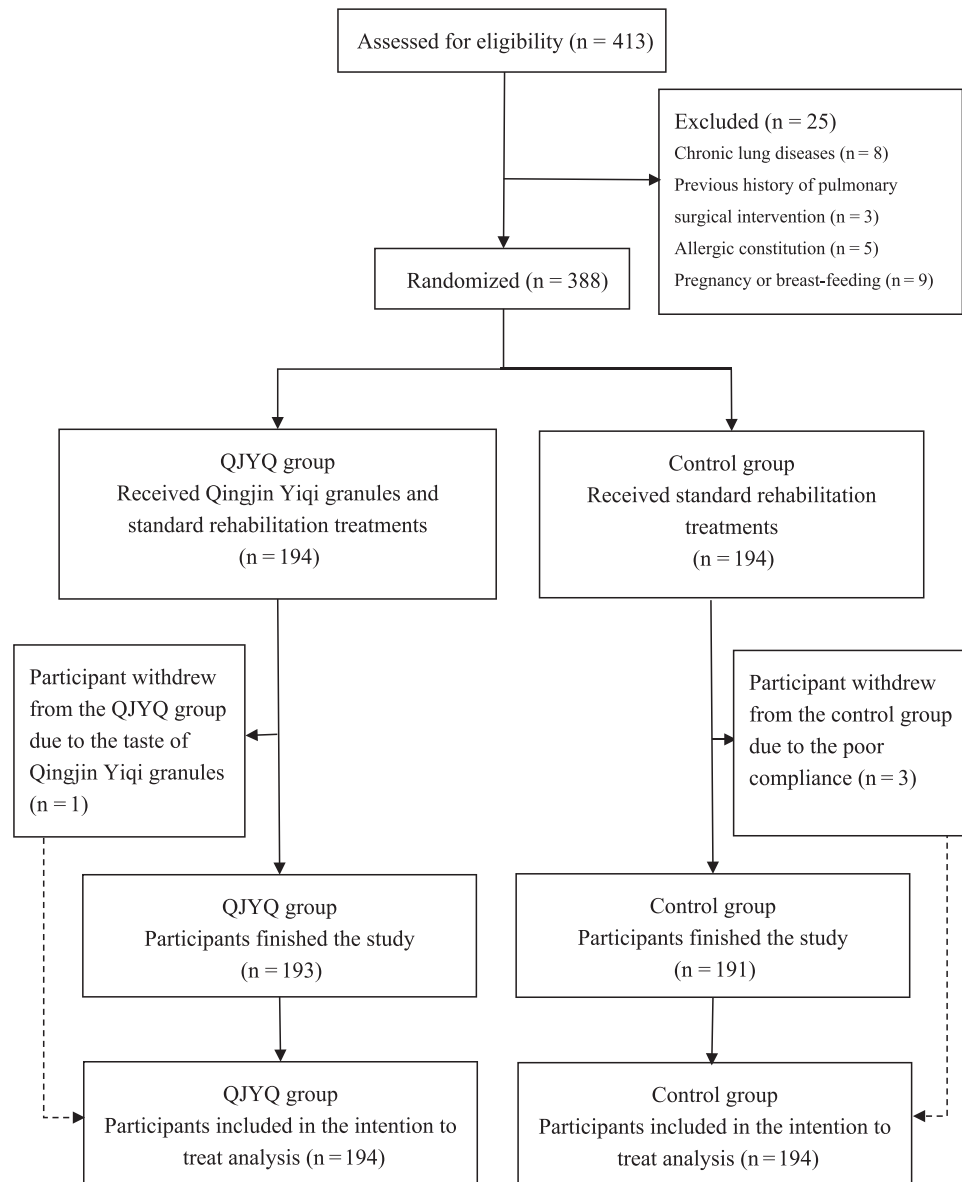 Assessed for eligibility (n = 413)
Excluded (n = 25)
Chronic lung diseases (n = 8)
Previous history of pulmonary
surgical intervention (n = 3)
Allergic constitution (n = 5)
Pregnancy or breast-feeding (n = 9)
Randomized (n = 388)
QJYQ group
Received Qingjin Yiqi granules and
standard rehabilitation treatments
(n = 194)
Control group
Received standard rehabilitation
treatments
(n = 194)
Participant withdrew
from the QJYQ group
due to the taste of
Qingjin Yiqi granules
(n = 1)
Participant withdrew
from the control group
due to the poor
compliance (n = 3)
QJYQ group
Participants finished the study
(n = 193)
Control group
Participants finished the study
(n = 191)
QJYQ group
Participants included in the intention to
treat analysis (n = 194)
Control group
Participants included in the intention to
treat analysis (n = 194)